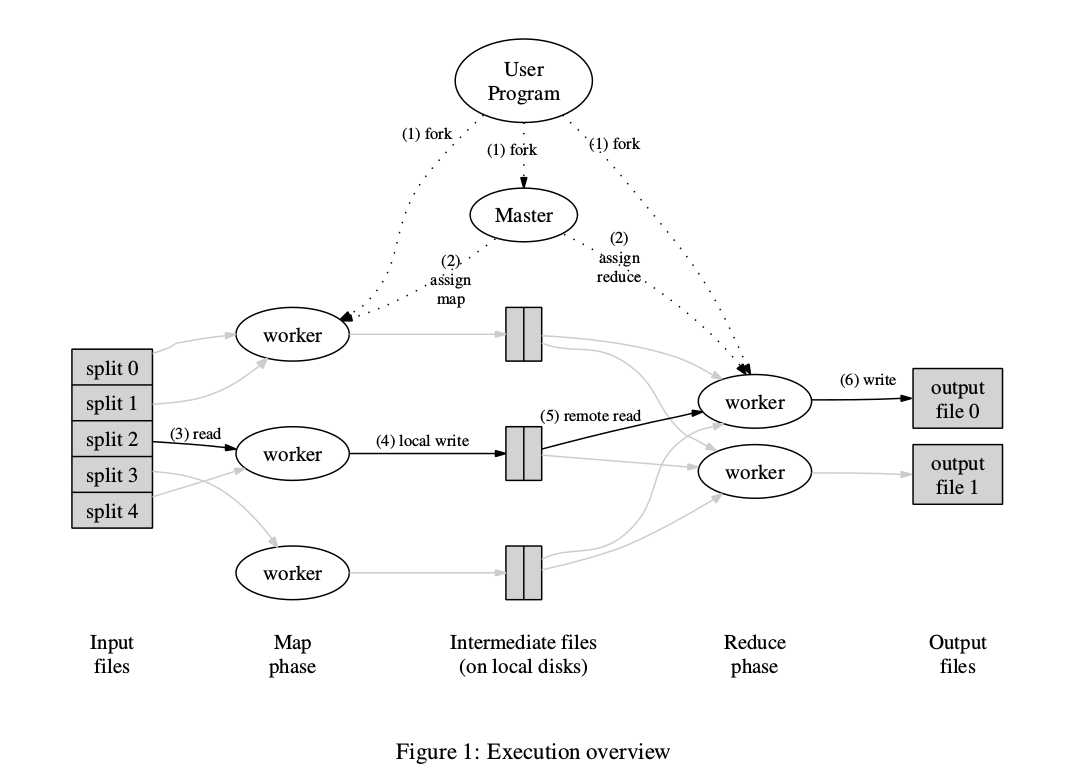 User
Program
(1) fork
(1) fork
(1) fork
Master
(2)
assign
map
(2)
assign
reduce
worker
split 0
split 1
split 2
split 3
split 4
(3) read
worker
(4) local write
(5) remote read
worker
(6) write
output
file 0
worker
output
file 1
worker
Input
files
Map
phase
Intermediate files
(on local disks)
Reduce
phase
Output
files
Figure 1: Execution overview